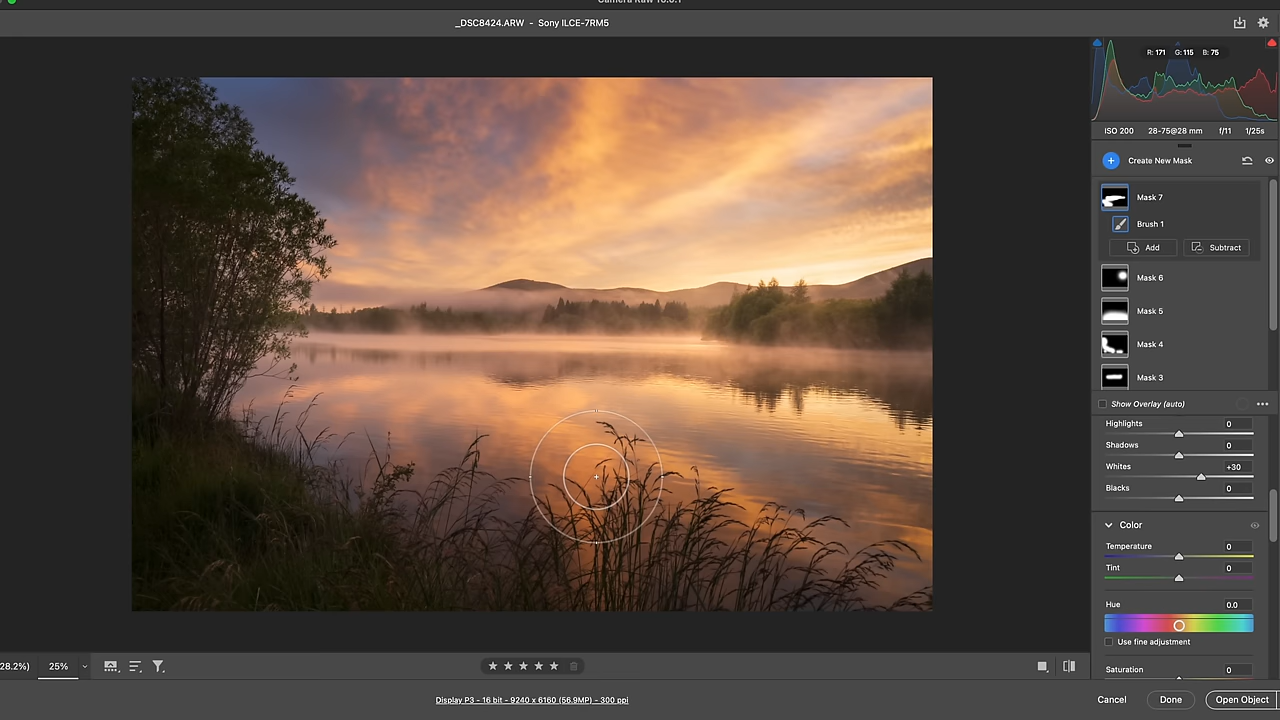 Camera Raw 16.0.1
_DSC8424.ARW - Sony ILCE-7RM5
R: 171 G: 115 B: 75
ISO 200 28-75@28 mm f/11 1/25s
Create New Mask
Mask 7
Brush 1
Add Subtract
Mask 6
Mask 5
Mask 4
Mask 3
Show Overlay (auto)
Highlights 0
Shadows 0
Whites +30
Blacks 0
Color
Temperature 0
Tint 0
Hue 0.0
Use fine adjustment
Saturation 0
28.2%) 25%
Display P3 - 16 bit - 9240 x 6160 (56.9MP) - 300 ppi
Cancel Done Open Object